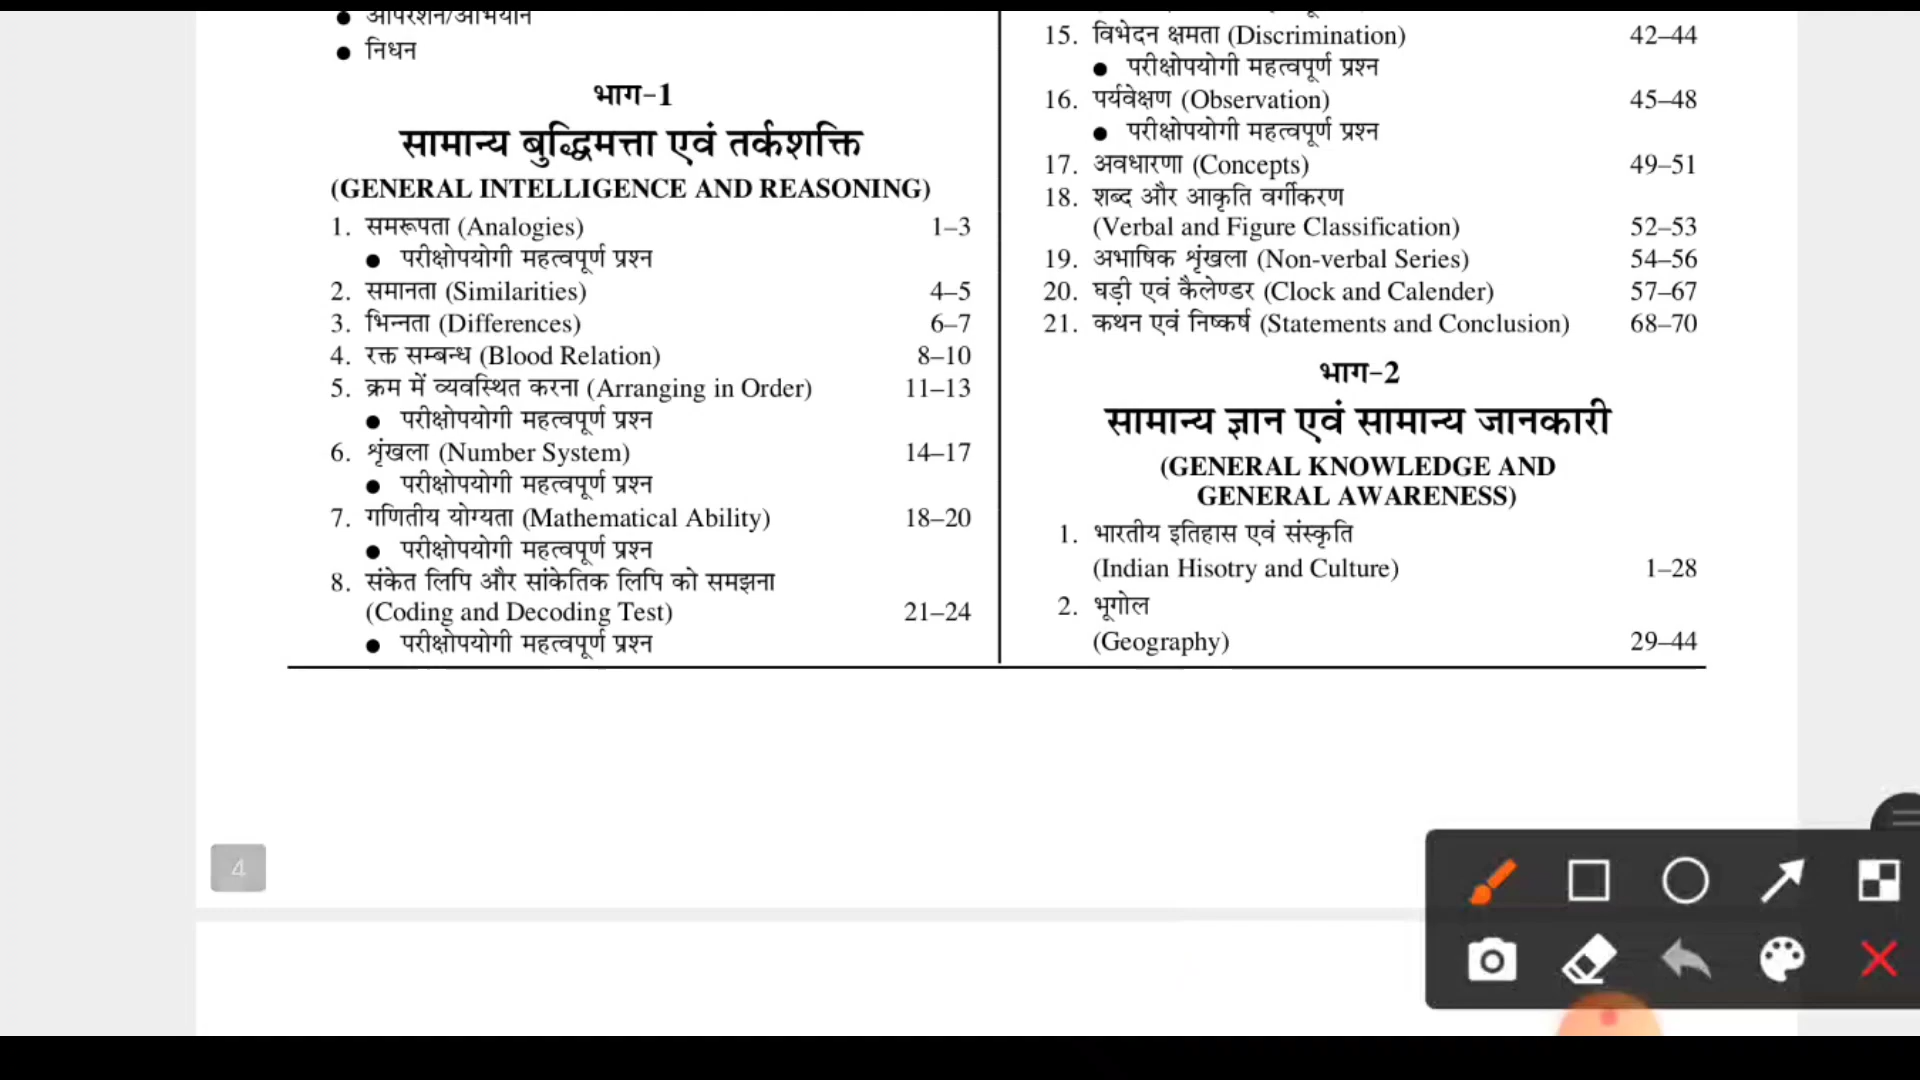 आपरेशन/अभियान
● निधन
भाग-1
सामान्य बुद्धिमत्ता एवं तर्कशक्ति
(GENERAL INTELLIGENCE AND REASONING)
1. समरूपता (Analogies) 1–3
● परीक्षोपयोगी महत्वपूर्ण प्रश्न
2. समानता (Similarities) 4–5
3. भिन्नता (Differences) 6–7
4. रक्त सम्बन्ध (Blood Relation) 8–10
5. क्रम में व्यवस्थित करना (Arranging in Order) 11–13
● परीक्षोपयोगी महत्वपूर्ण प्रश्न
6. शृंखला (Number System) 14–17
● परीक्षोपयोगी महत्वपूर्ण प्रश्न
7. गणितीय योग्यता (Mathematical Ability) 18–20
● परीक्षोपयोगी महत्वपूर्ण प्रश्न
8. संकेत लिपि और सांकेतिक लिपि को समझना
(Coding and Decoding Test) 21–24
● परीक्षोपयोगी महत्वपूर्ण प्रश्न
15. विभेदन क्षमता (Discrimination) 42–44
● परीक्षोपयोगी महत्वपूर्ण प्रश्न
16. पर्यवेक्षण (Observation) 45–48
● परीक्षोपयोगी महत्वपूर्ण प्रश्न
17. अवधारणा (Concepts) 49–51
18. शब्द और आकृति वर्गीकरण
(Verbal and Figure Classification) 52–53
19. अभाषिक शृंखला (Non-verbal Series) 54–56
20. घड़ी एवं कैलेण्डर (Clock and Calender) 57–67
21. कथन एवं निष्कर्ष (Statements and Conclusion) 68–70
भाग-2
सामान्य ज्ञान एवं सामान्य जानकारी
(GENERAL KNOWLEDGE AND
GENERAL AWARENESS)
1. भारतीय इतिहास एवं संस्कृति
(Indian Hisotry and Culture) 1–28
2. भूगोल
(Geography) 29–44
4